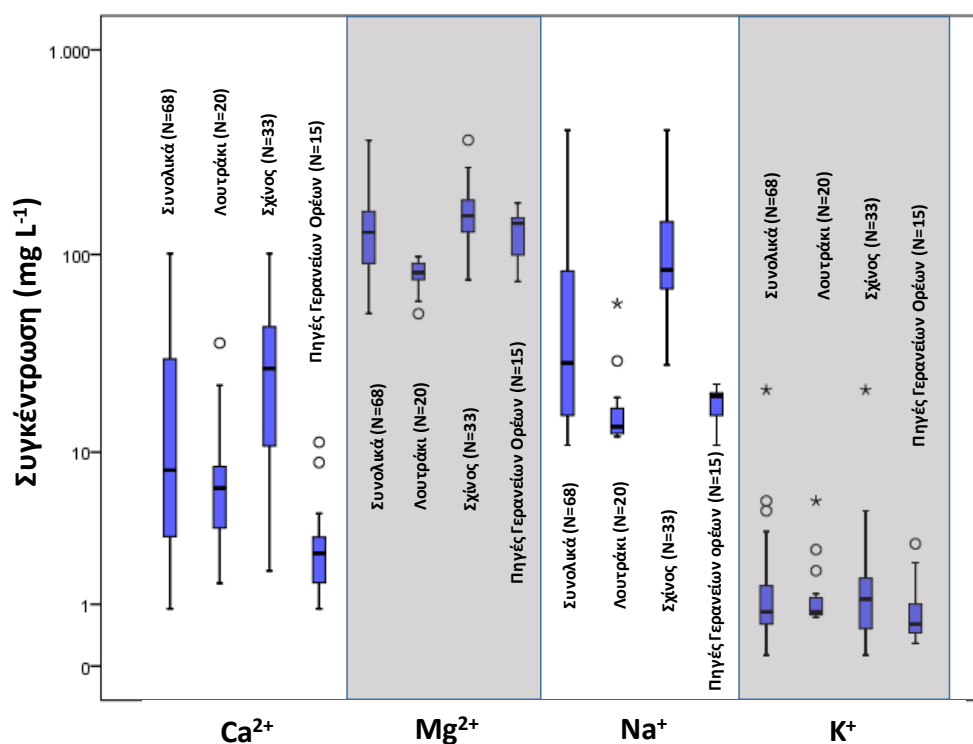 Συγκέντρωση (mg L-1)
1.000
100
10
1
0
Συνολικά (N=68)
Λουτράκι (N=20)
Σχίνος (N=33)
Πηγές Γερανείων Ορέων (N=15)
Συνολικά (N=68)
Λουτράκι (N=20)
Σχίνος (N=33)
Πηγές Γερανείων Ορέων (N=15)
Συνολικά (N=68)
Λουτράκι (N=20)
Σχίνος (N=33)
Πηγές Γερανείων ορέων (N=15)
Συνολικά (N=68)
Λουτράκι (N=20)
Σχίνος (N=33)
Πηγές Γερανείων Ορέων (N=15)
Ca2+
Mg2+
Na+
K+